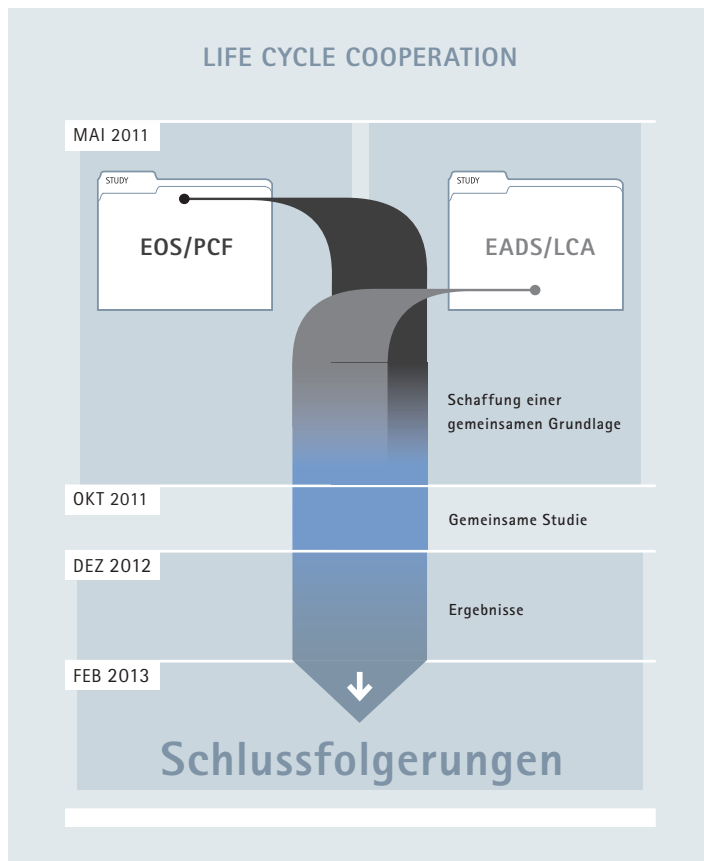 LIFE CYCLE COOPERATION
MAI 2011
STUDY
EOS/PCF
STUDY
EADS/LCA
Schaffung einer
gemeinsamen Grundlage
OKT 2011
Gemeinsame Studie
DEZ 2012
Ergebnisse
FEB 2013
Schlussfolgerungen